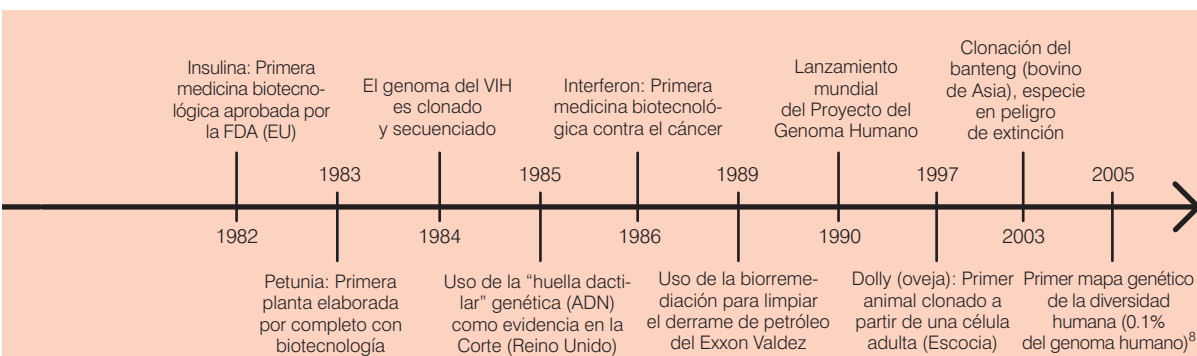 Insulina: Primera
medicina biotecno-
lógica aprobada por
la FDA (EU)
El genoma del VIH
es clonado
y secuenciado
Interferon: Primera
medicina biotecnoló-
gica contra el cáncer
Lanzamiento
mundial
del Proyecto del
Genoma Humano
Clonación del
banteng (bovino
de Asia), especie
en peligro
de extinción
1983
1985
1989
1997
2005
1982
1984
1986
1990
2003
Petunia: Primera
planta elaborada
por completo con
biotecnología
Uso de la “huella dacti-
lar” genética (ADN)
como evidencia en la
Corte (Reino Unido)
Uso de la biorreme-
diación para limpiar
el derrame de petróleo
del Exxon Valdez
Dolly (oveja): Primer
animal clonado a
partir de una célula
adulta (Escocia)
Primer mapa genético
de la diversidad
humana (0.1%
del genoma humano)8